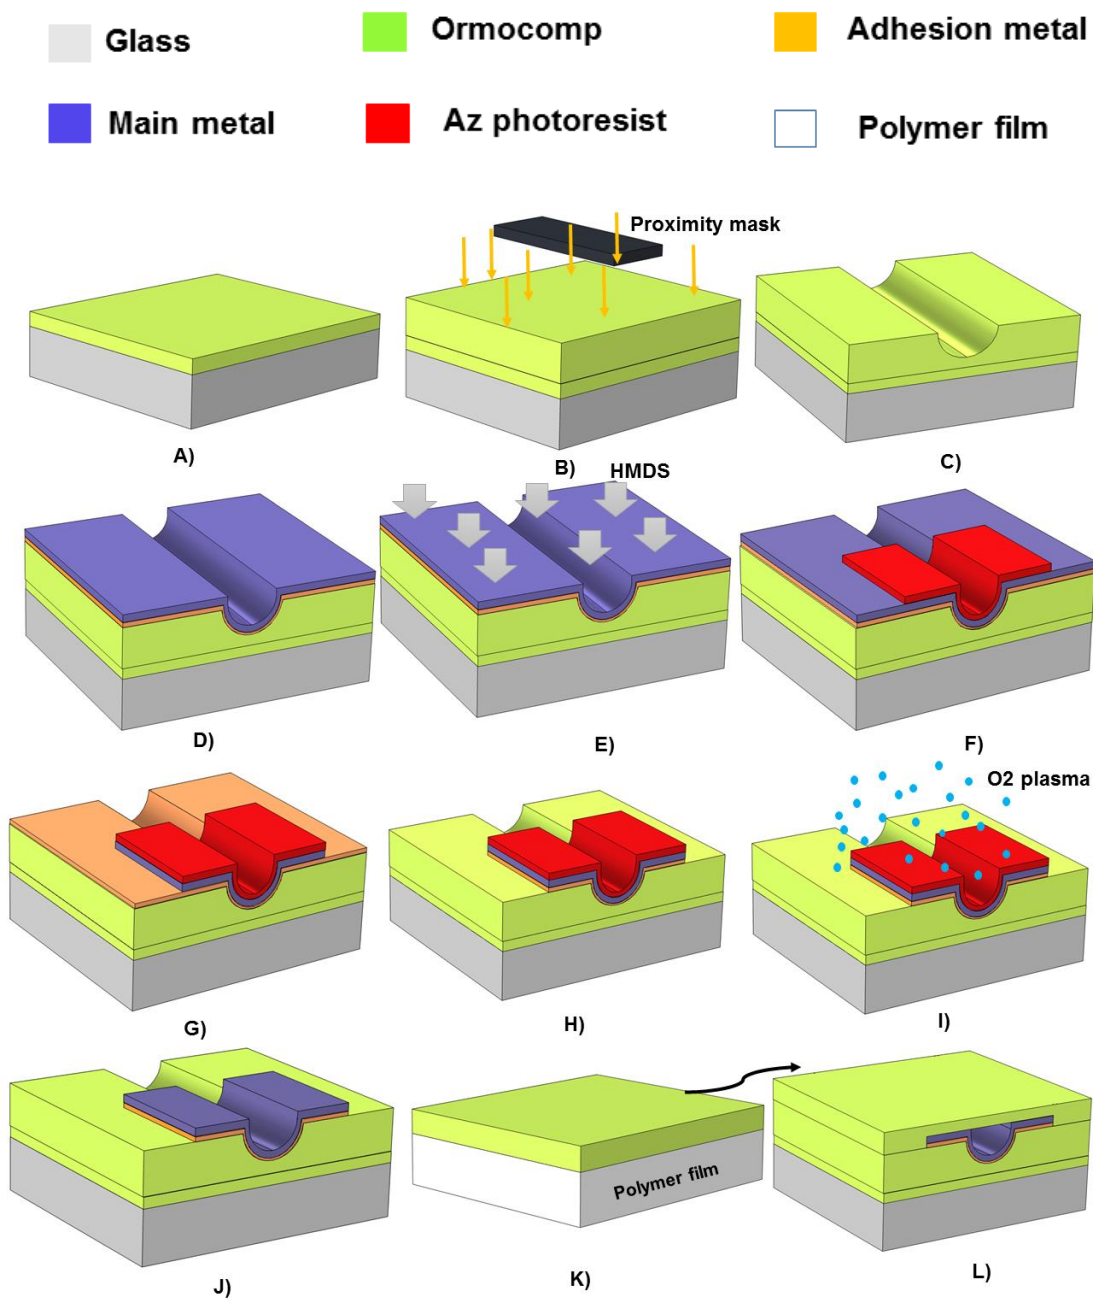 Glass
Ormocomp
Adhesion metal
Main metal
Az photoresist
Polymer film
Proximity mask
A)
B)
C)
HMDS
D)
E)
F)
O2 plasma
G)
H)
I)
Polymer film
J)
K)
L)